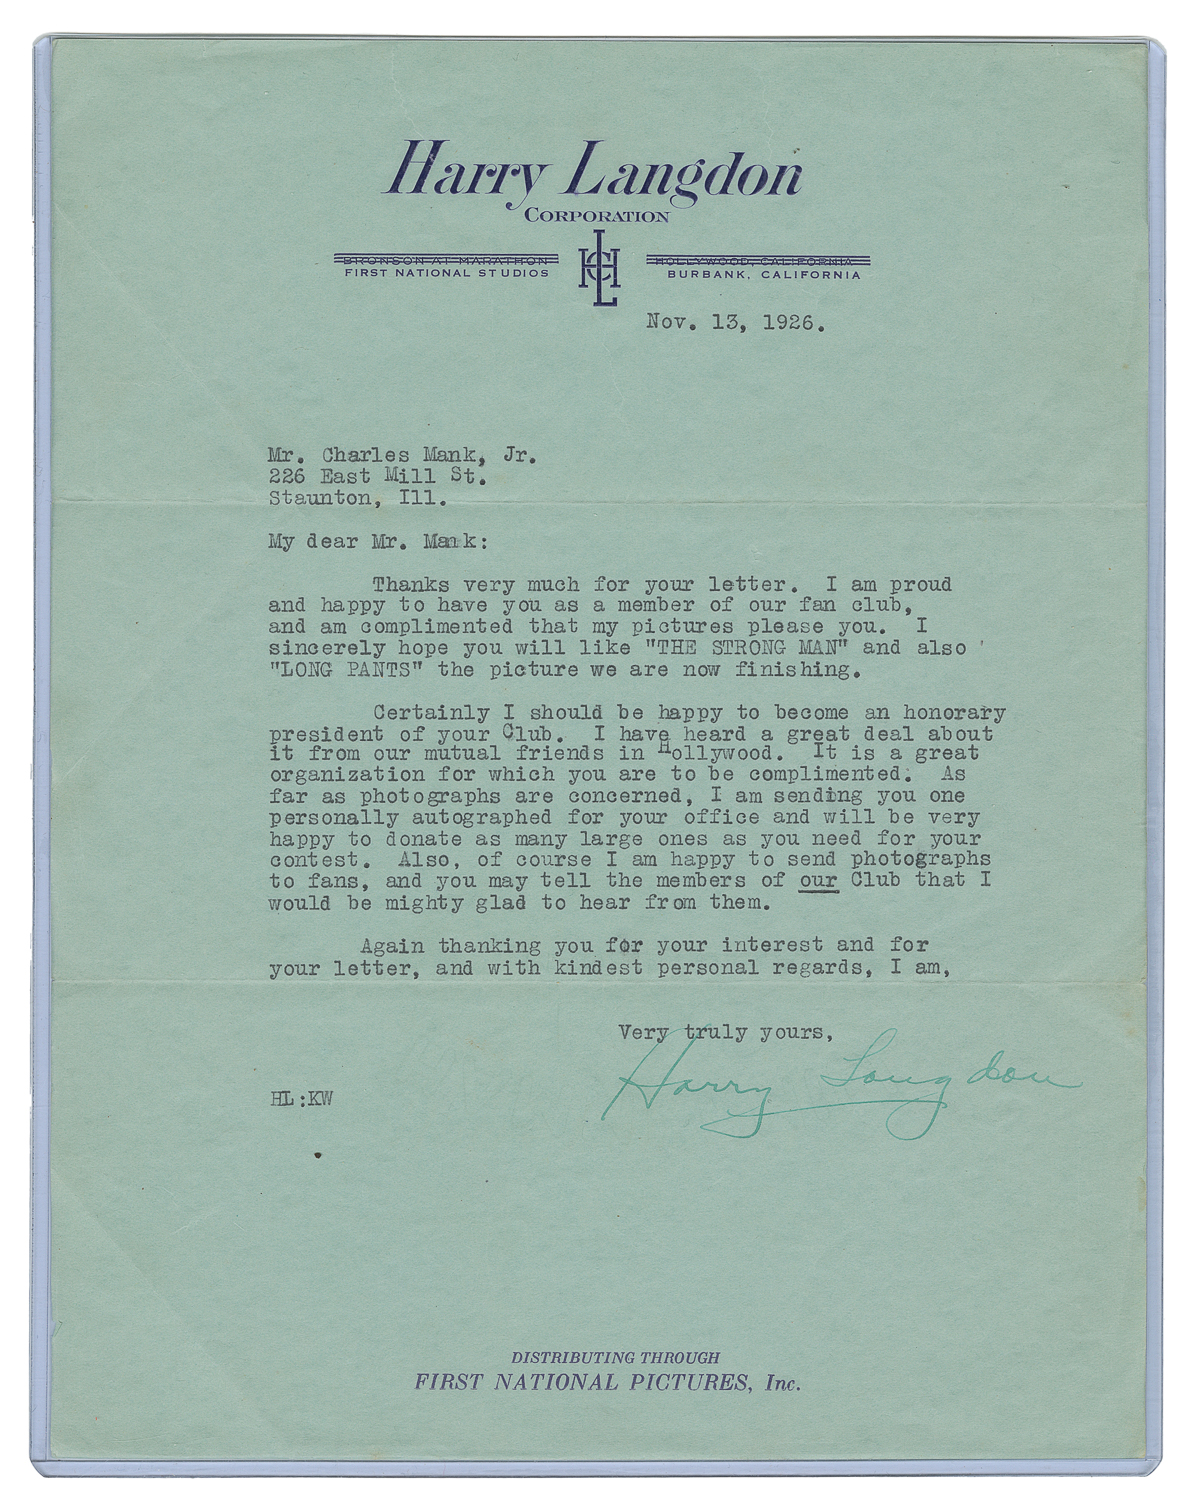 Harry Langdon
CORPORATION
BRONSON AT MARATHON HOLLYWOOD, CALIFORNIA
FIRST NATIONAL STUDIOS BURBANK, CALIFORNIA
HLC
Nov. 13, 1926.
Mr. Charles Mank, Jr.
226 East Mill St.
Staunton, Ill.
My dear Mr. Mank:
Thanks very much for your letter. I am proud
and happy to have you as a member of our fan club,
and am complimented that my pictures please you. I
sincerely hope you will like "THE STRONG MAN" and also
"LONG PANTS" the picture we are now finishing.
Certainly I should be happy to become an honorary
president of your Club. I have heard a great deal about
it from our mutual friends in Hollywood. It is a great
organization for which you are to be complimented. As
far as photographs are concerned, I am sending you one
personally autographed for your office and will be very
happy to donate as many large ones as you need for your
contest. Also, of course I am happy to send photographs
to fans, and you may tell the members of our Club that I
would be mighty glad to hear from them.
Again thanking you for your interest and for
your letter, and with kindest personal regards, I am,
Very truly yours,
Harry Langdon
HL:KW
DISTRIBUTING THROUGH
FIRST NATIONAL PICTURES, Inc.